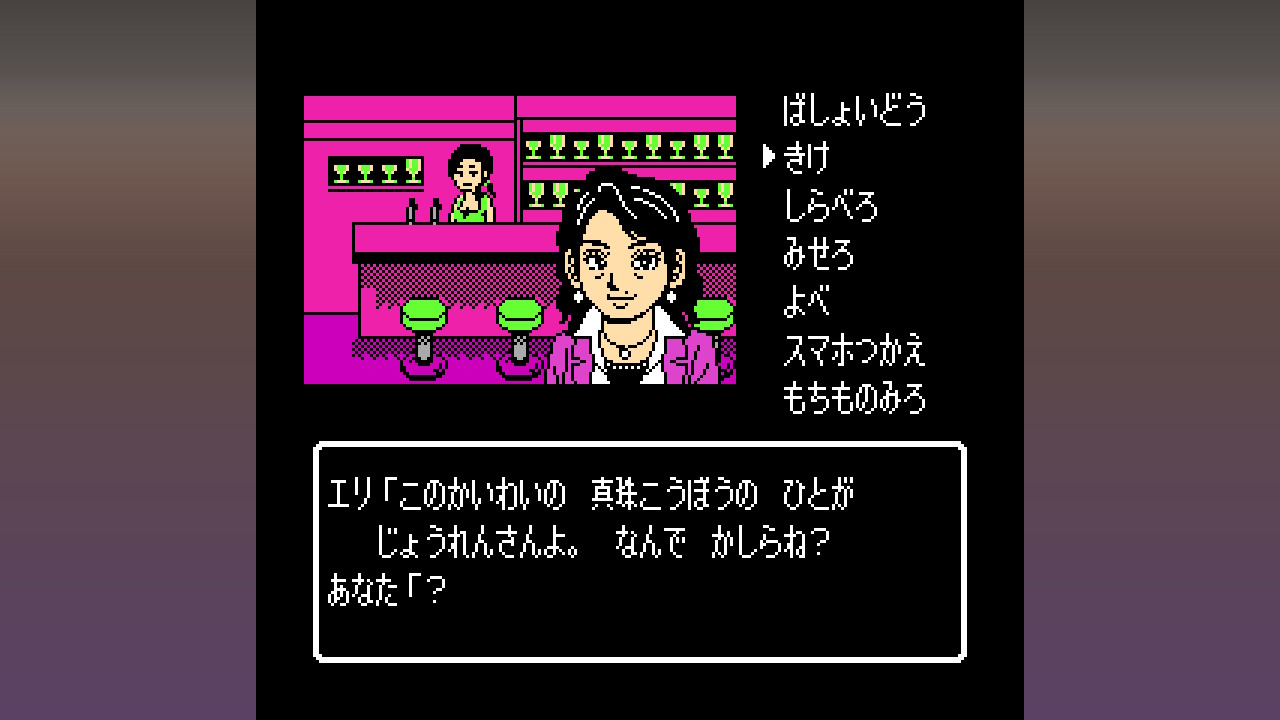 ばしょいどう
きけ
しらべろ
みせろ
よべ
スマホつかえ
もちものみろ
エリ「このかいわいの 真珠こうぼうの ひとが
じょうれんさんよ。 なんで かしらね?
あなた「?